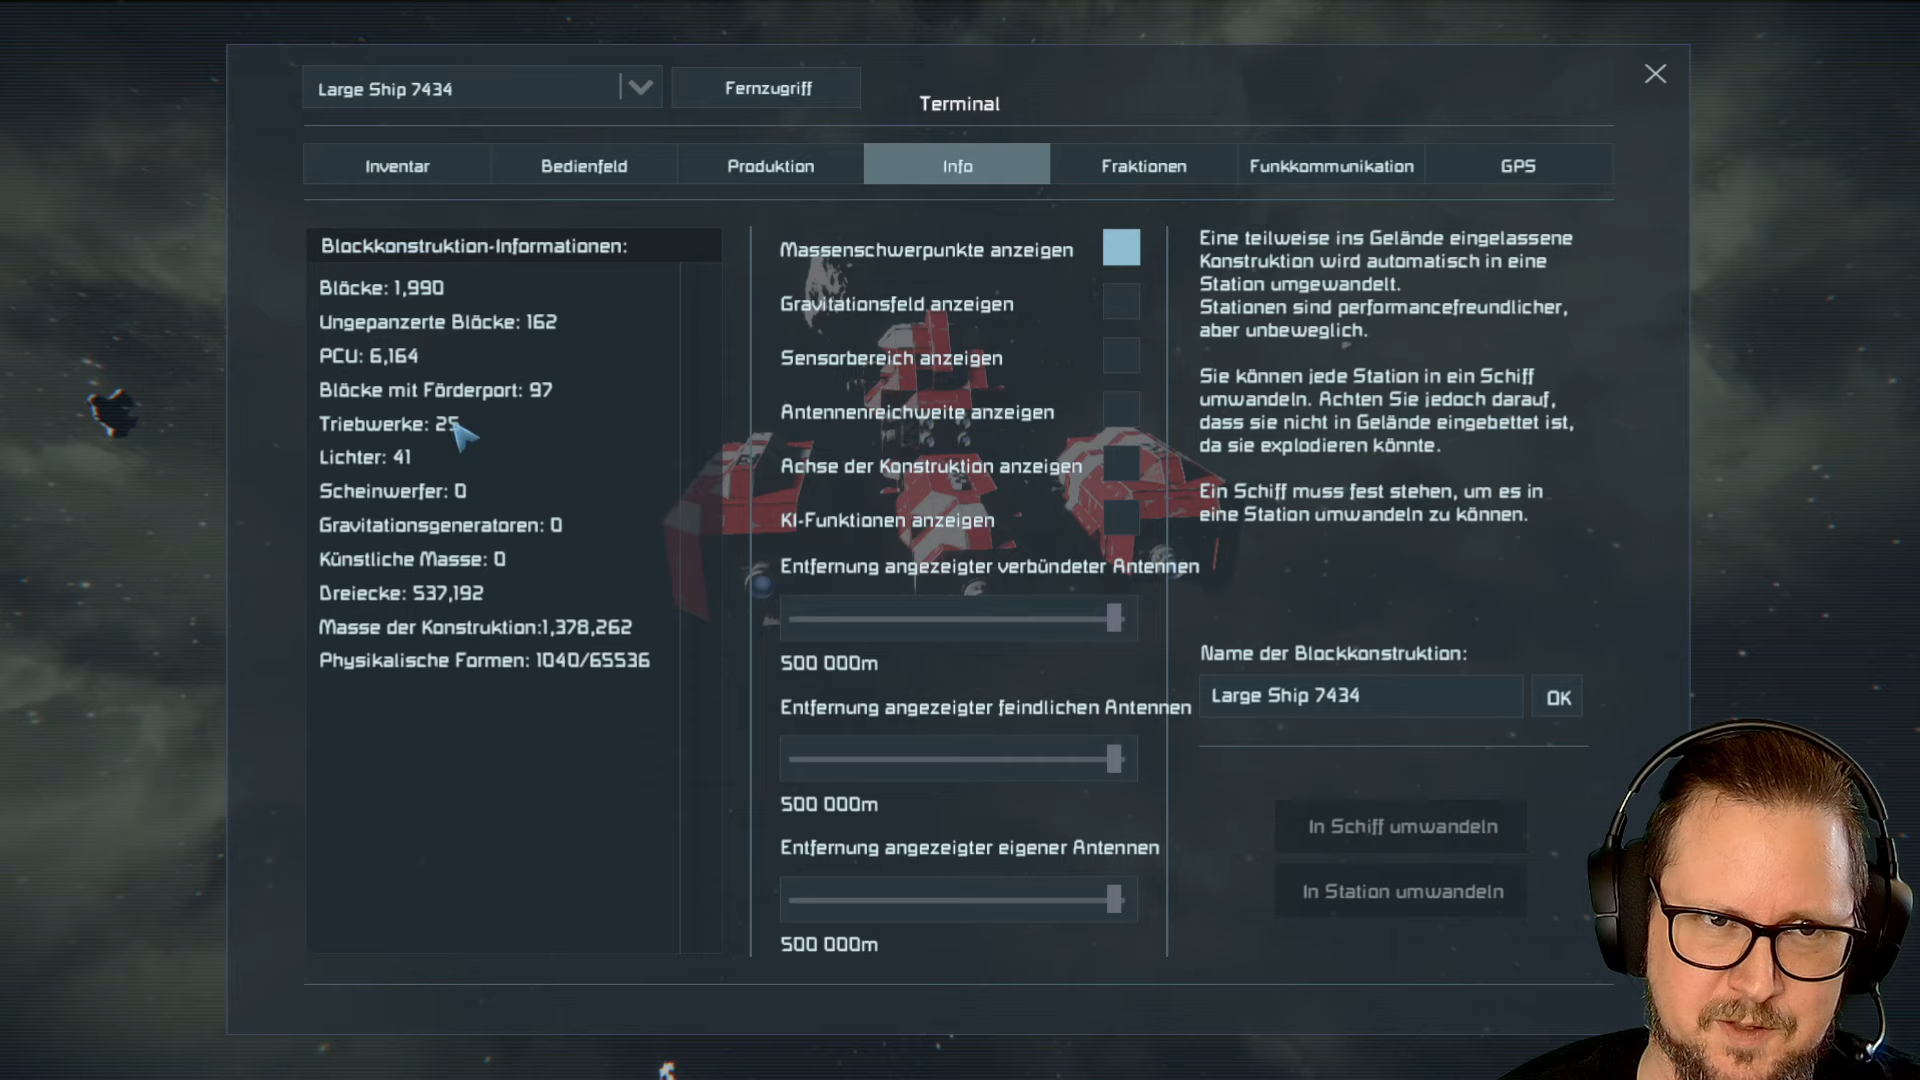 Large Ship 7434
Fernzugriff
Terminal
Inventar
Bedienfeld
Produktion
Info
Fraktionen
Funkkommunikation
GPS
Blockkonstruktion-Informationen:
Blöcke: 1,990
Ungepanzerte Blöcke: 162
PCU: 6,164
Blöcke mit Förderport: 97
Triebwerke: 25
Lichter: 41
Scheinwerfer: 0
Gravitationsgeneratoren: 0
Künstliche Masse: 0
Dreiecke: 537,192
Masse der Konstruktion:1,378,262
Physikalische Formen: 1040/65536
Massenschwerpunkte anzeigen
Gravitationsfeld anzeigen
Sensorbereich anzeigen
Antennenreichweite anzeigen
Achse der Konstruktion anzeigen
KI-Funktionen anzeigen
Entfernung angezeigter verbündeter Antennen
500 000m
Entfernung angezeigter feindlichen Antennen
500 000m
Entfernung angezeigter eigener Antennen
500 000m
Eine teilweise ins Gelände eingelassene
Konstruktion wird automatisch in eine
Station umgewandelt.
Stationen sind performancefreundlicher,
aber unbeweglich.
Sie können jede Station in ein Schiff
umwandeln. Achten Sie jedoch darauf,
dass sie nicht in Gelände eingebettet ist,
da sie explodieren könnte.
Ein Schiff muss fest stehen, um es in
eine Station umwandeln zu können.
Name der Blockkonstruktion:
Large Ship 7434
OK
In Schiff umwandeln
In Station umwandeln